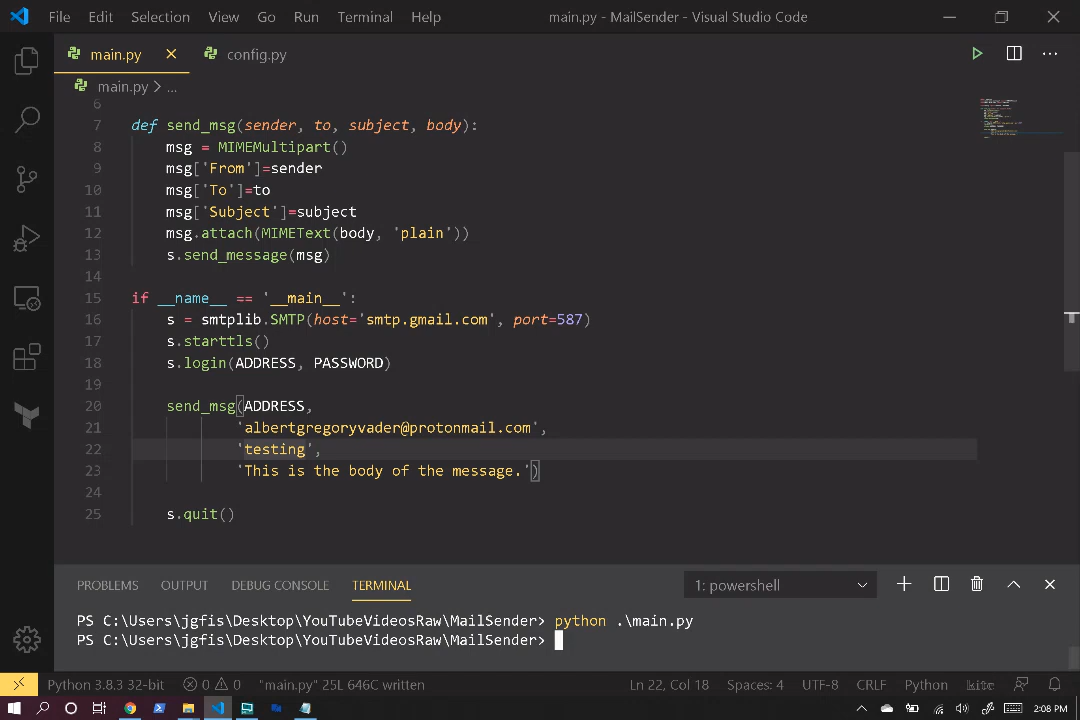 File Edit Selection View Go Run Terminal Help main.py - MailSender - Visual Studio Code
main.py config.py
main.py > ...
6
7 def send_msg(sender, to, subject, body):
8 msg = MIMEMultipart()
9 msg['From']=sender
10 msg['To']=to
11 msg['Subject']=subject
12 msg.attach(MIMEText(body, 'plain'))
13 s.send_message(msg)
14
15 if __name__ == '__main__':
16 s = smtplib.SMTP(host='smtp.gmail.com', port=587)
17 s.starttls()
18 s.login(ADDRESS, PASSWORD)
19
20 send_msg(ADDRESS,
21 'albertgregoryvader@protonmail.com',
22 'testing',
23 'This is the body of the message.')
24
25 s.quit()
PROBLEMS OUTPUT DEBUG CONSOLE TERMINAL 1: powershell
PS C:\Users\jgfis\Desktop\YouTubeVideosRaw\MailSender> python .\main.py
PS C:\Users\jgfis\Desktop\YouTubeVideosRaw\MailSender>
Python 3.8.3 32-bit 0 0 "main.py" 25L 646C written Ln 22, Col 18 Spaces: 4 UTF-8 CRLF Python kite
2:08 PM